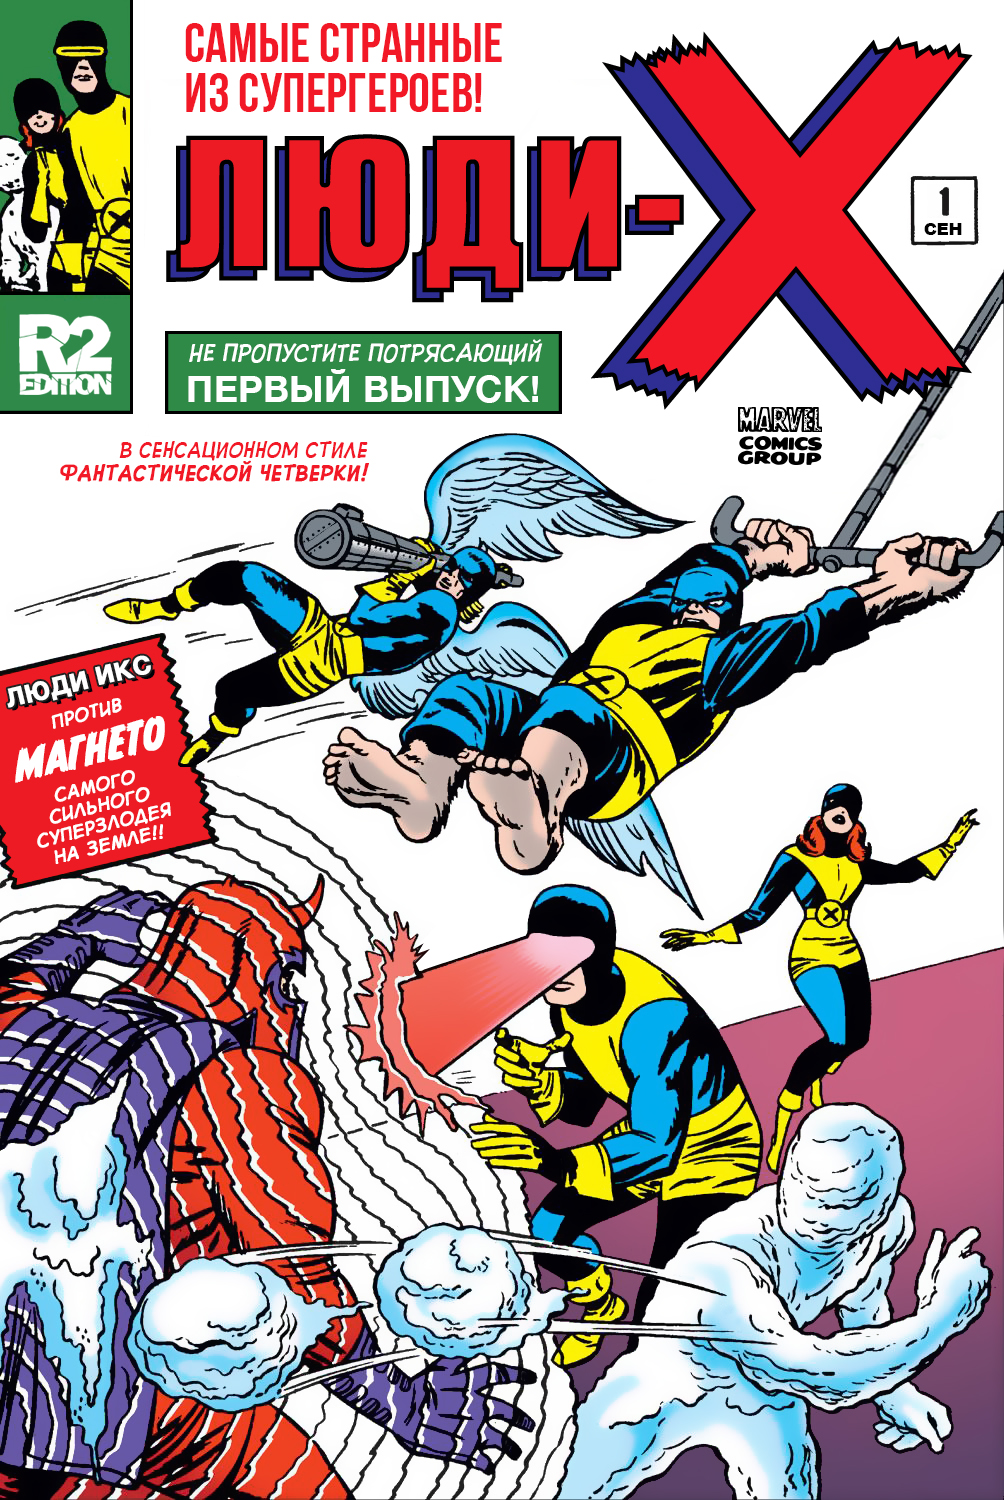 САМЫЕ СТРАННЫЕ
ИЗ СУПЕРГЕРОЕВ!
ЛЮДИ-X
1
СЕН
R2
EDITION
НЕ ПРОПУСТИТЕ ПОТРЯСАЮЩИЙ
ПЕРВЫЙ ВЫПУСК!
MARVEL
COMICS
GROUP
В СЕНСАЦИОННОМ СТИЛЕ
ФАНТАСТИЧЕСКОЙ ЧЕТВЕРКИ!
ЛЮДИ ИКС
ПРОТИВ
МАГНЕТО
САМОГО
СИЛЬНОГО
СУПЕРЗЛОДЕЯ
НА ЗЕМЛЕ!!